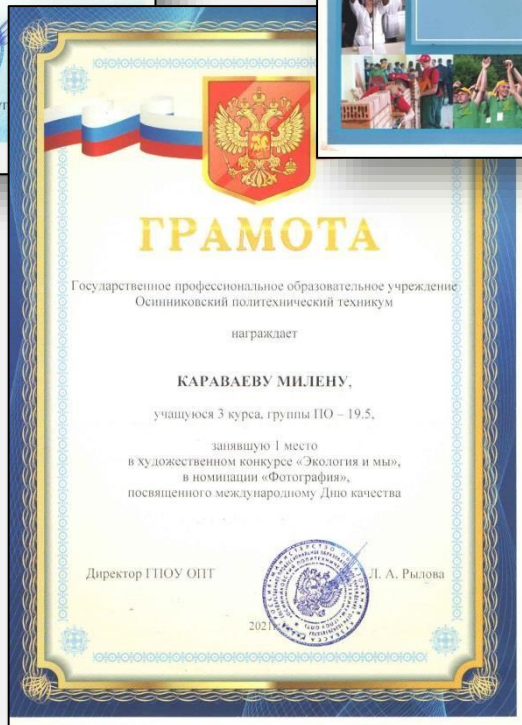 ГРАМОТА
Государственное профессиональное образовательное учреждение
Осинниковский политехнический техникум
награждает
КАРАВАЕВУ МИЛЕНУ,
учащуюся 3 курса, группы ПО – 19.5,
занявшую 1 место
в художественном конкурсе «Экология и мы»,
в номинации «Фотография»,
посвященного международному Дню качества
Директор ГПОУ ОПТ Л. А. Рылова
2021